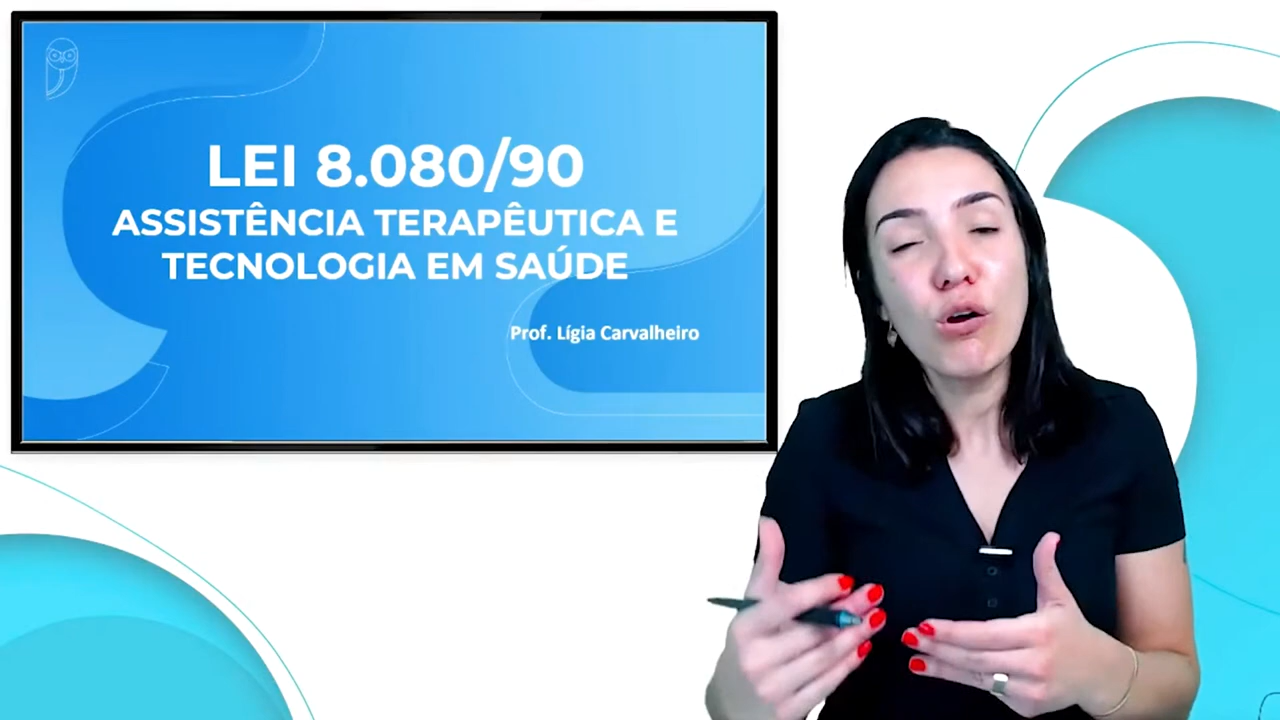 LEI 8.080/90
ASSISTÊNCIA TERAPÊUTICA E
TECNOLOGIA EM SAÚDE
Prof. Lígia Carvalheiro